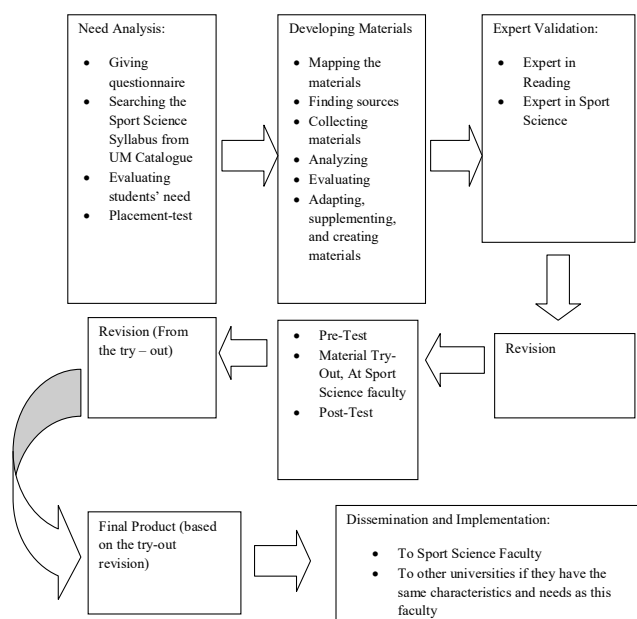 Need Analysis:
• Giving
questionnaire
• Searching the
Sport Science
Syllabus from
UM Catalogue
• Evaluating
students’ need
• Placement-test
Developing Materials
• Mapping the
materials
• Finding sources
• Collecting
materials
• Analyzing
• Evaluating
• Adapting,
supplementing,
and creating
materials
Expert Validation:
• Expert in
Reading
• Expert in Sport
Science
Revision
• Pre-Test
• Material Try-
Out, At Sport
Science faculty
• Post-Test
Revision (From
the try – out)
Final Product (based
on the try-out
revision)
Dissemination and Implementation:
• To Sport Science Faculty
• To other universities if they have the
same characteristics and needs as this
faculty